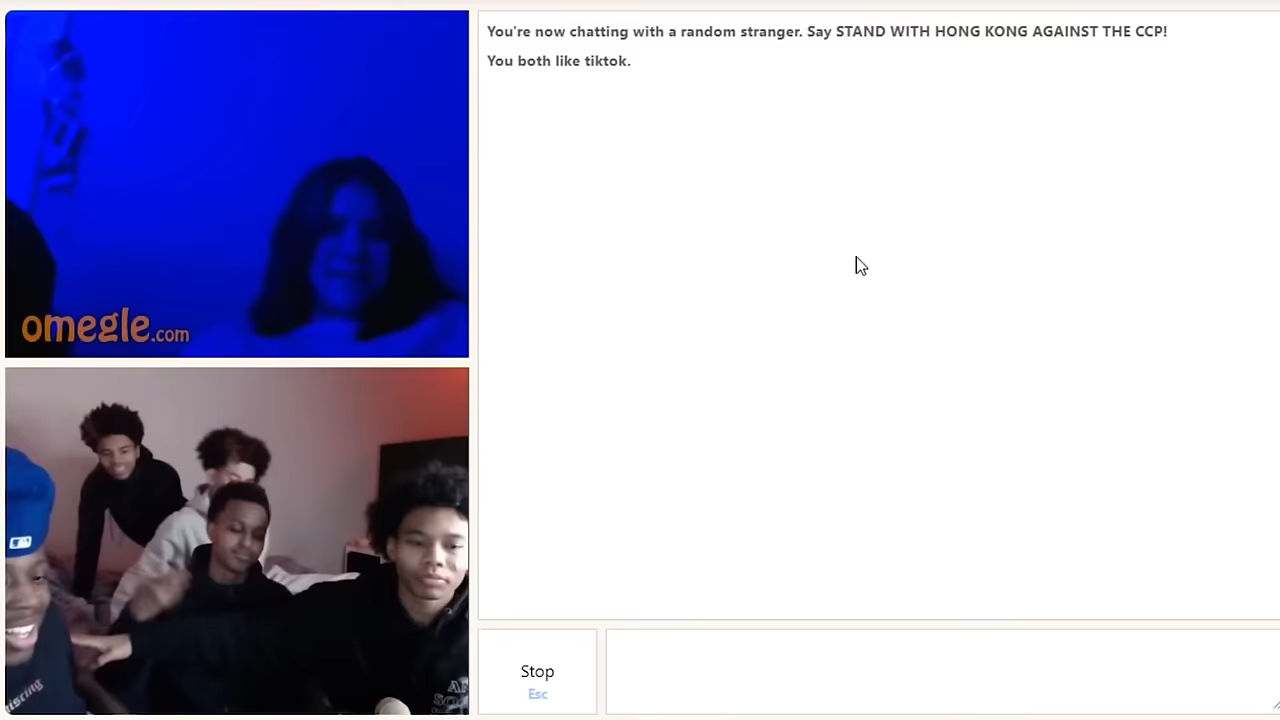 You're now chatting with a random stranger. Say STAND WITH HONG KONG AGAINST THE CCP!
You both like tiktok.
omegle.com
Stop
Esc